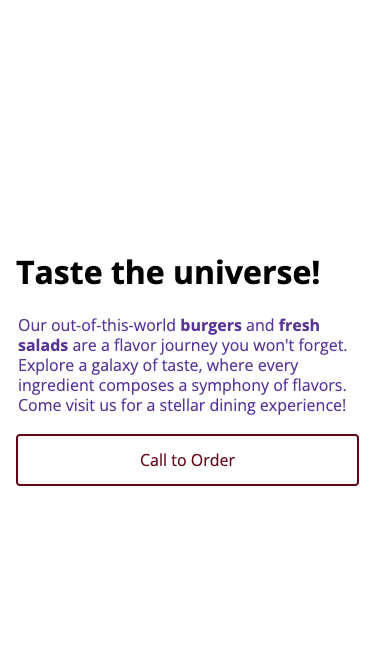 Taste the universe!
Our out-of-this-world burgers and fresh
salads are a flavor journey you won't forget.
Explore a galaxy of taste, where every
ingredient composes a symphony of flavors.
Come visit us for a stellar dining experience!
Call to Order